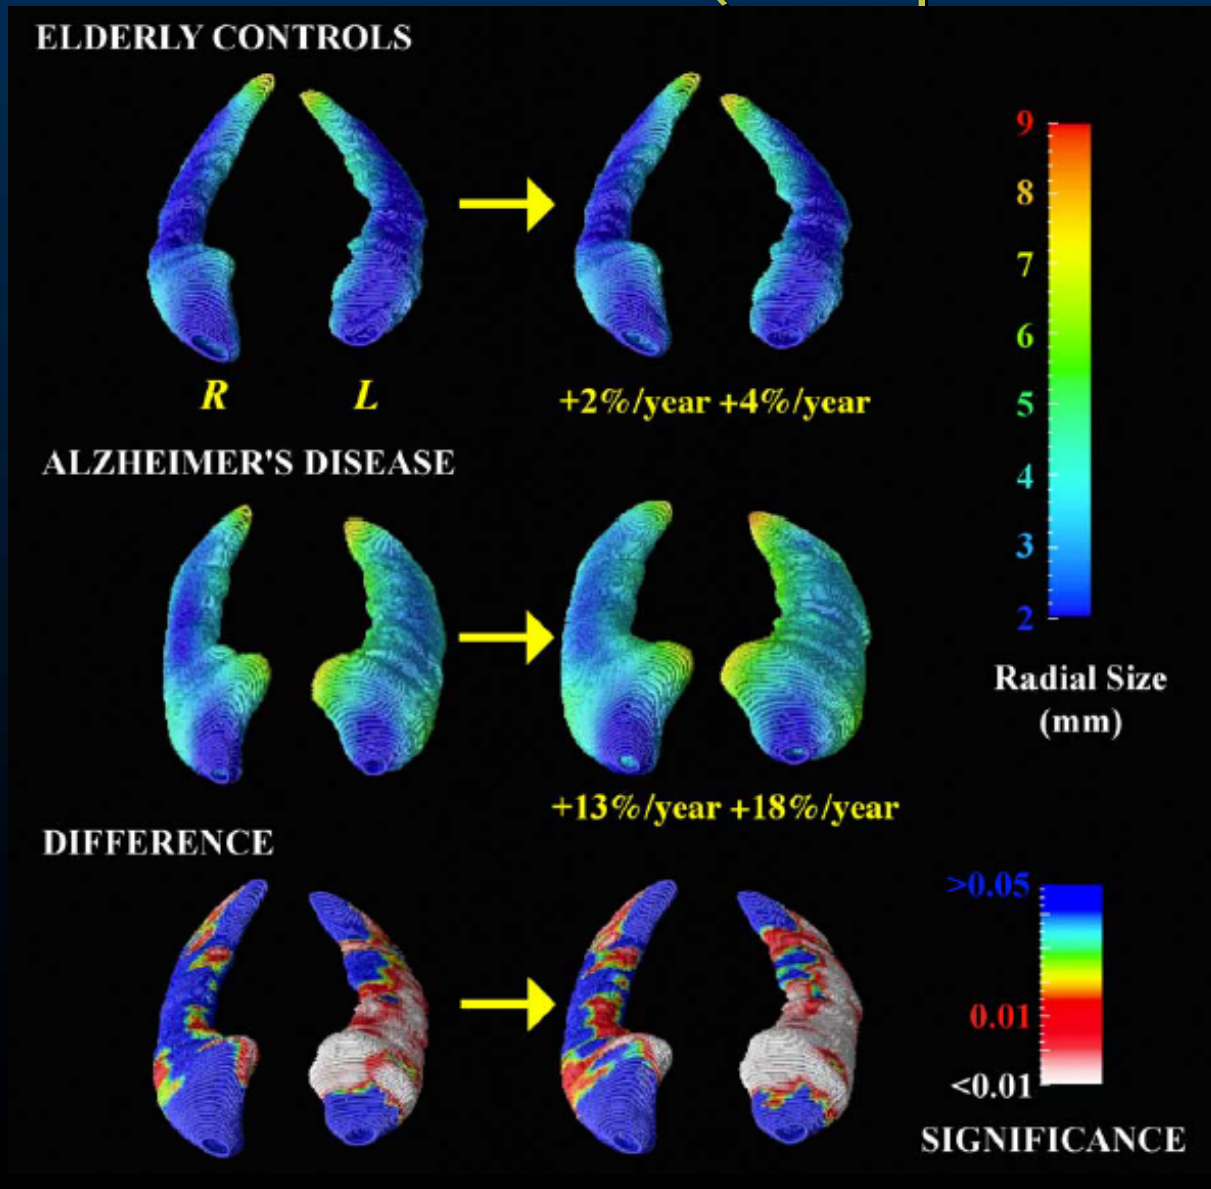 ELDERLY CONTROLS
R L
+2%/year +4%/year
ALZHEIMER'S DISEASE
+13%/year +18%/year
DIFFERENCE
9
8
7
6
5
4
3
2
Radial Size
(mm)
>0.05
0.01
<0.01
SIGNIFICANCE